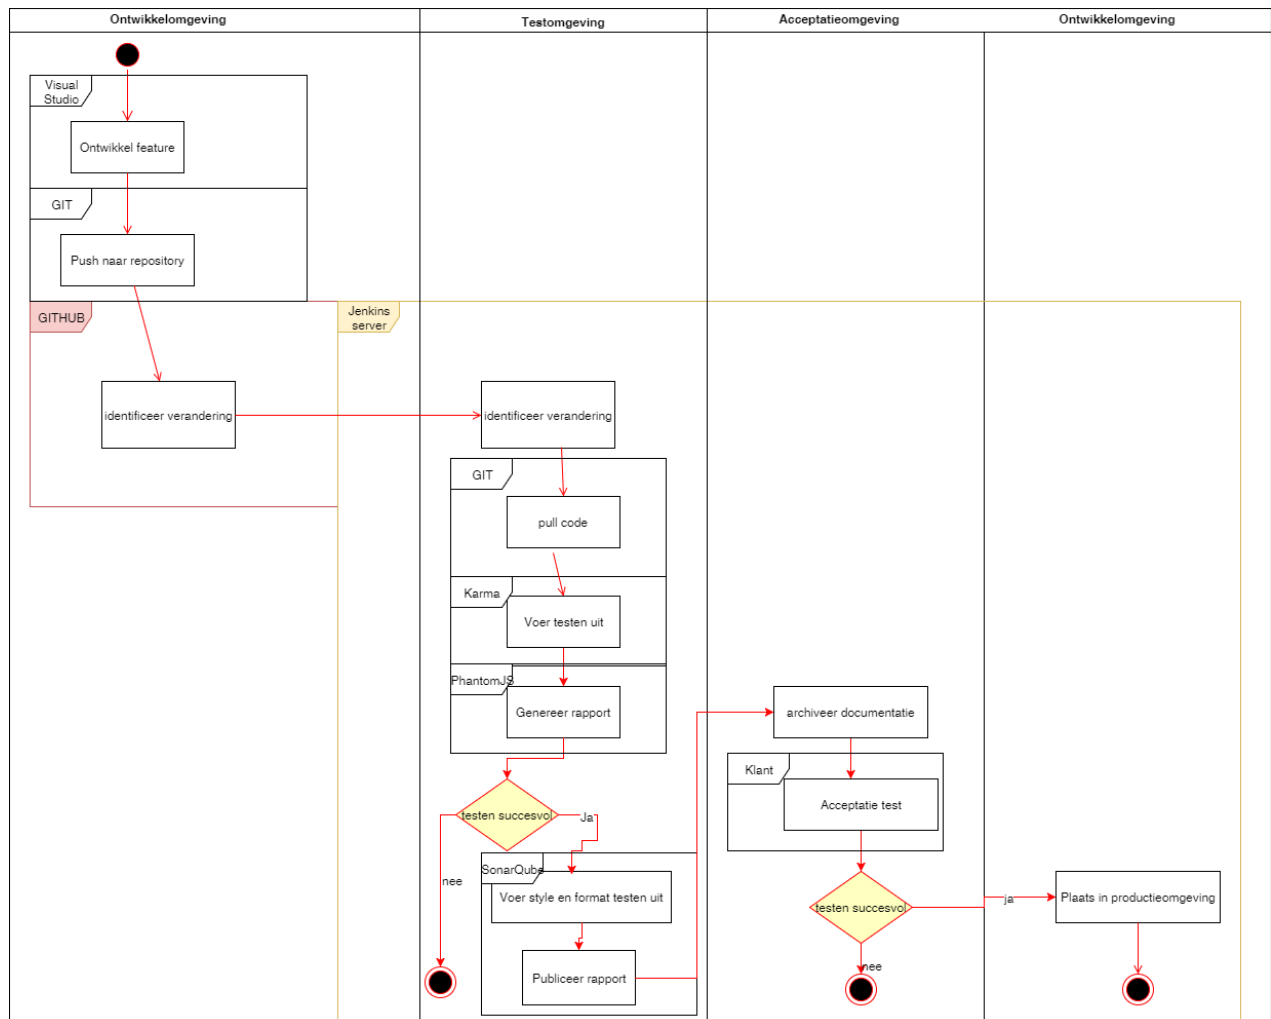 Ontwikkelomgeving
Testomgeving
Acceptatieomgeving
Ontwikkelomgeving
Visual
Studio
Ontwikkel feature
GIT
Push naar repository
GITHUB
Jenkins
server
identificeer verandering
identificeer verandering
GIT
pull code
Karma
Voer testen uit
PhantomJS
Genereer rapport
archiveer documentatie
Klant
Acceptatie test
testen succesvol
Ja
nee
SonarQube
Voer style en format testen uit
Publiceer rapport
testen succesvol
ja
nee
Plaats in productieomgeving